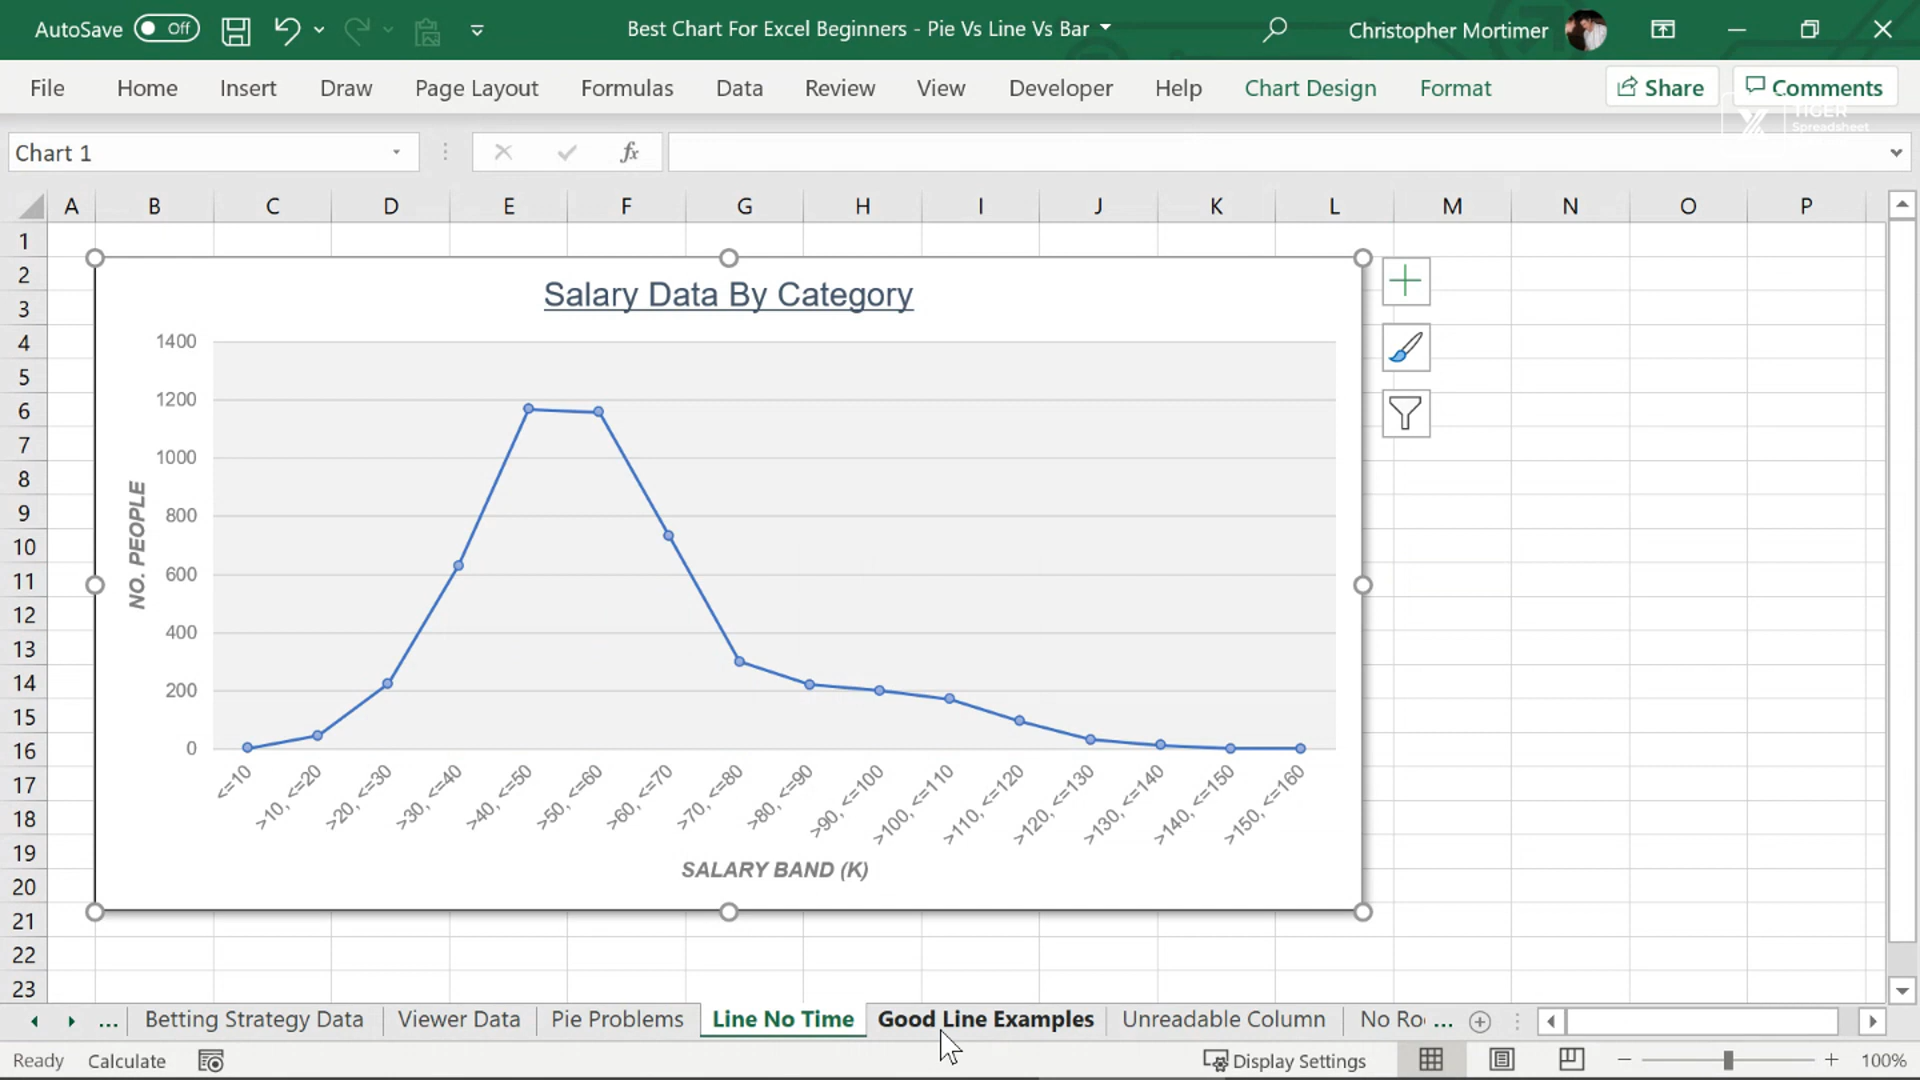 AutoSave Off Best Chart For Excel Beginners - Pie Vs Line Vs Bar Christopher Mortimer
File Home Insert Draw Page Layout Formulas Data Review View Developer Help Chart Design Format Share Comments
TIGER
Spreadsheet
Chart 1 fx
A B C D E F G H I J K L M N O P
1
2
3
4
5
6
7
8
9
10
11
12
13
14
15
16
17
18
19
20
21
22
23
Salary Data By Category
1400
1200
1000
800
600
400
200
0
NO. PEOPLE
<=10 >10, <=20 >20, <=30 >30, <=40 >40, <=50 >50, <=60 >60, <=70 >70, <=80 >80, <=90 >90, <=100 >100, <=110 >110, <=120 >120, <=130 >130, <=140 >140, <=150 >150, <=160
SALARY BAND (K)
... Betting Strategy Data Viewer Data Pie Problems Line No Time Good Line Examples Unreadable Column No Ro ...
Ready Calculate Display Settings 100%